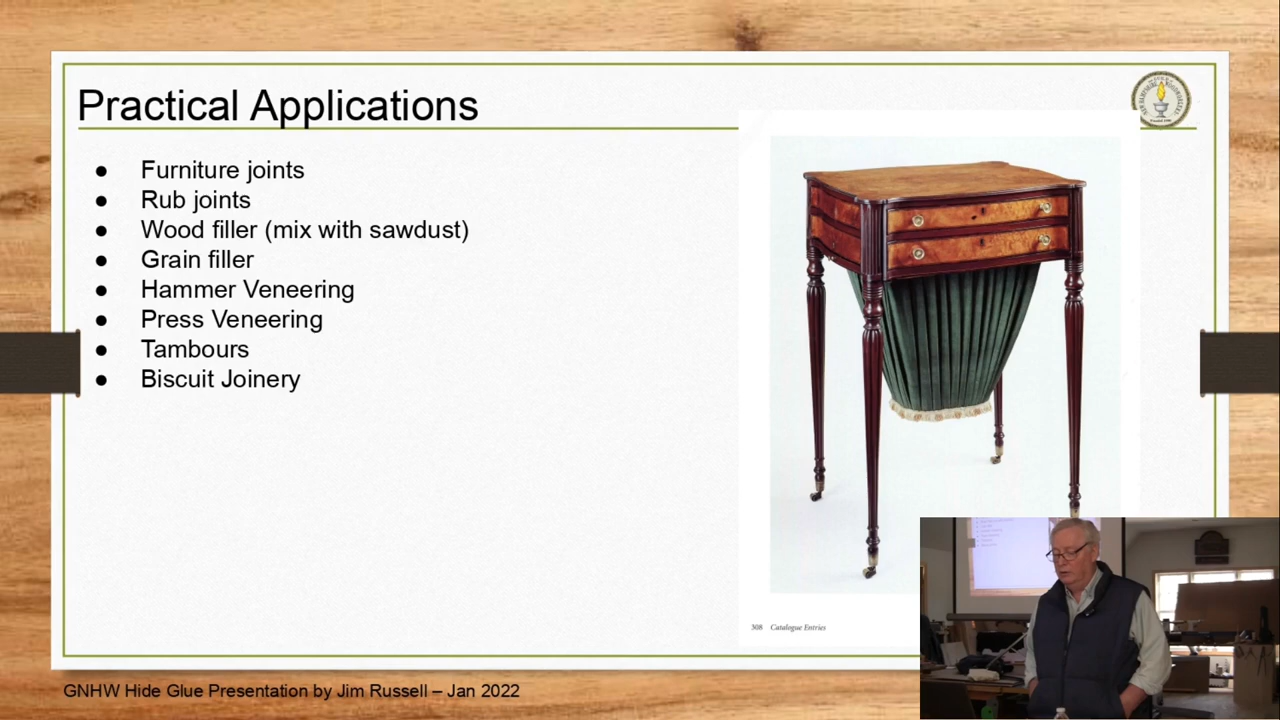 Practical Applications
● Furniture joints
● Rub joints
● Wood filler (mix with sawdust)
● Grain filler
● Hammer Veneering
● Press Veneering
● Tambours
● Biscuit Joinery
308 Catalogue Entries
GNHW Hide Glue Presentation by Jim Russell – Jan 2022